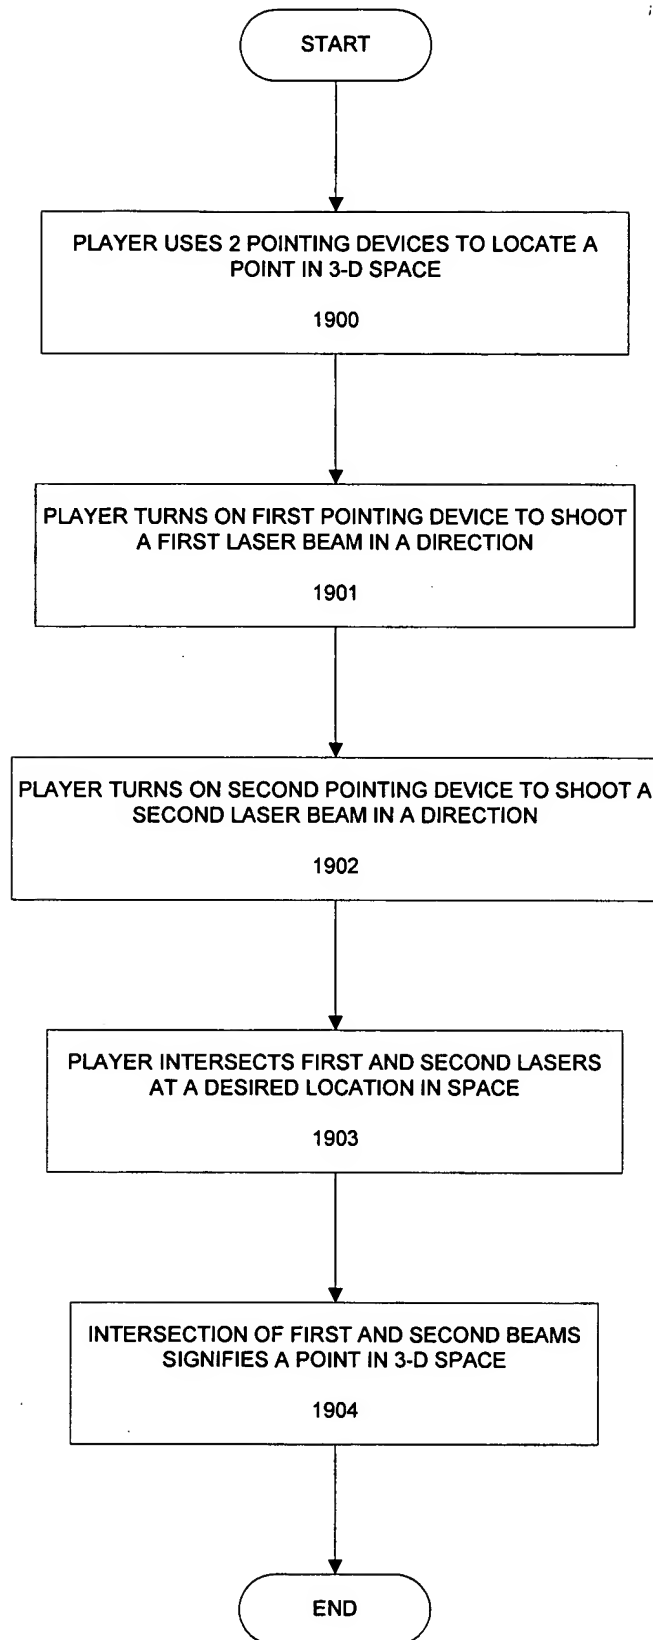 START
PLAYER USES 2 POINTING DEVICES TO LOCATE A
POINT IN 3-D SPACE
1900
PLAYER TURNS ON FIRST POINTING DEVICE TO SHOOT
A FIRST LASER BEAM IN A DIRECTION
1901
PLAYER TURNS ON SECOND POINTING DEVICE TO SHOOT A
SECOND LASER BEAM IN A DIRECTION
1902
PLAYER INTERSECTS FIRST AND SECOND LASERS
AT A DESIRED LOCATION IN SPACE
1903
INTERSECTION OF FIRST AND SECOND BEAMS
SIGNIFIES A POINT IN 3-D SPACE
1904
END